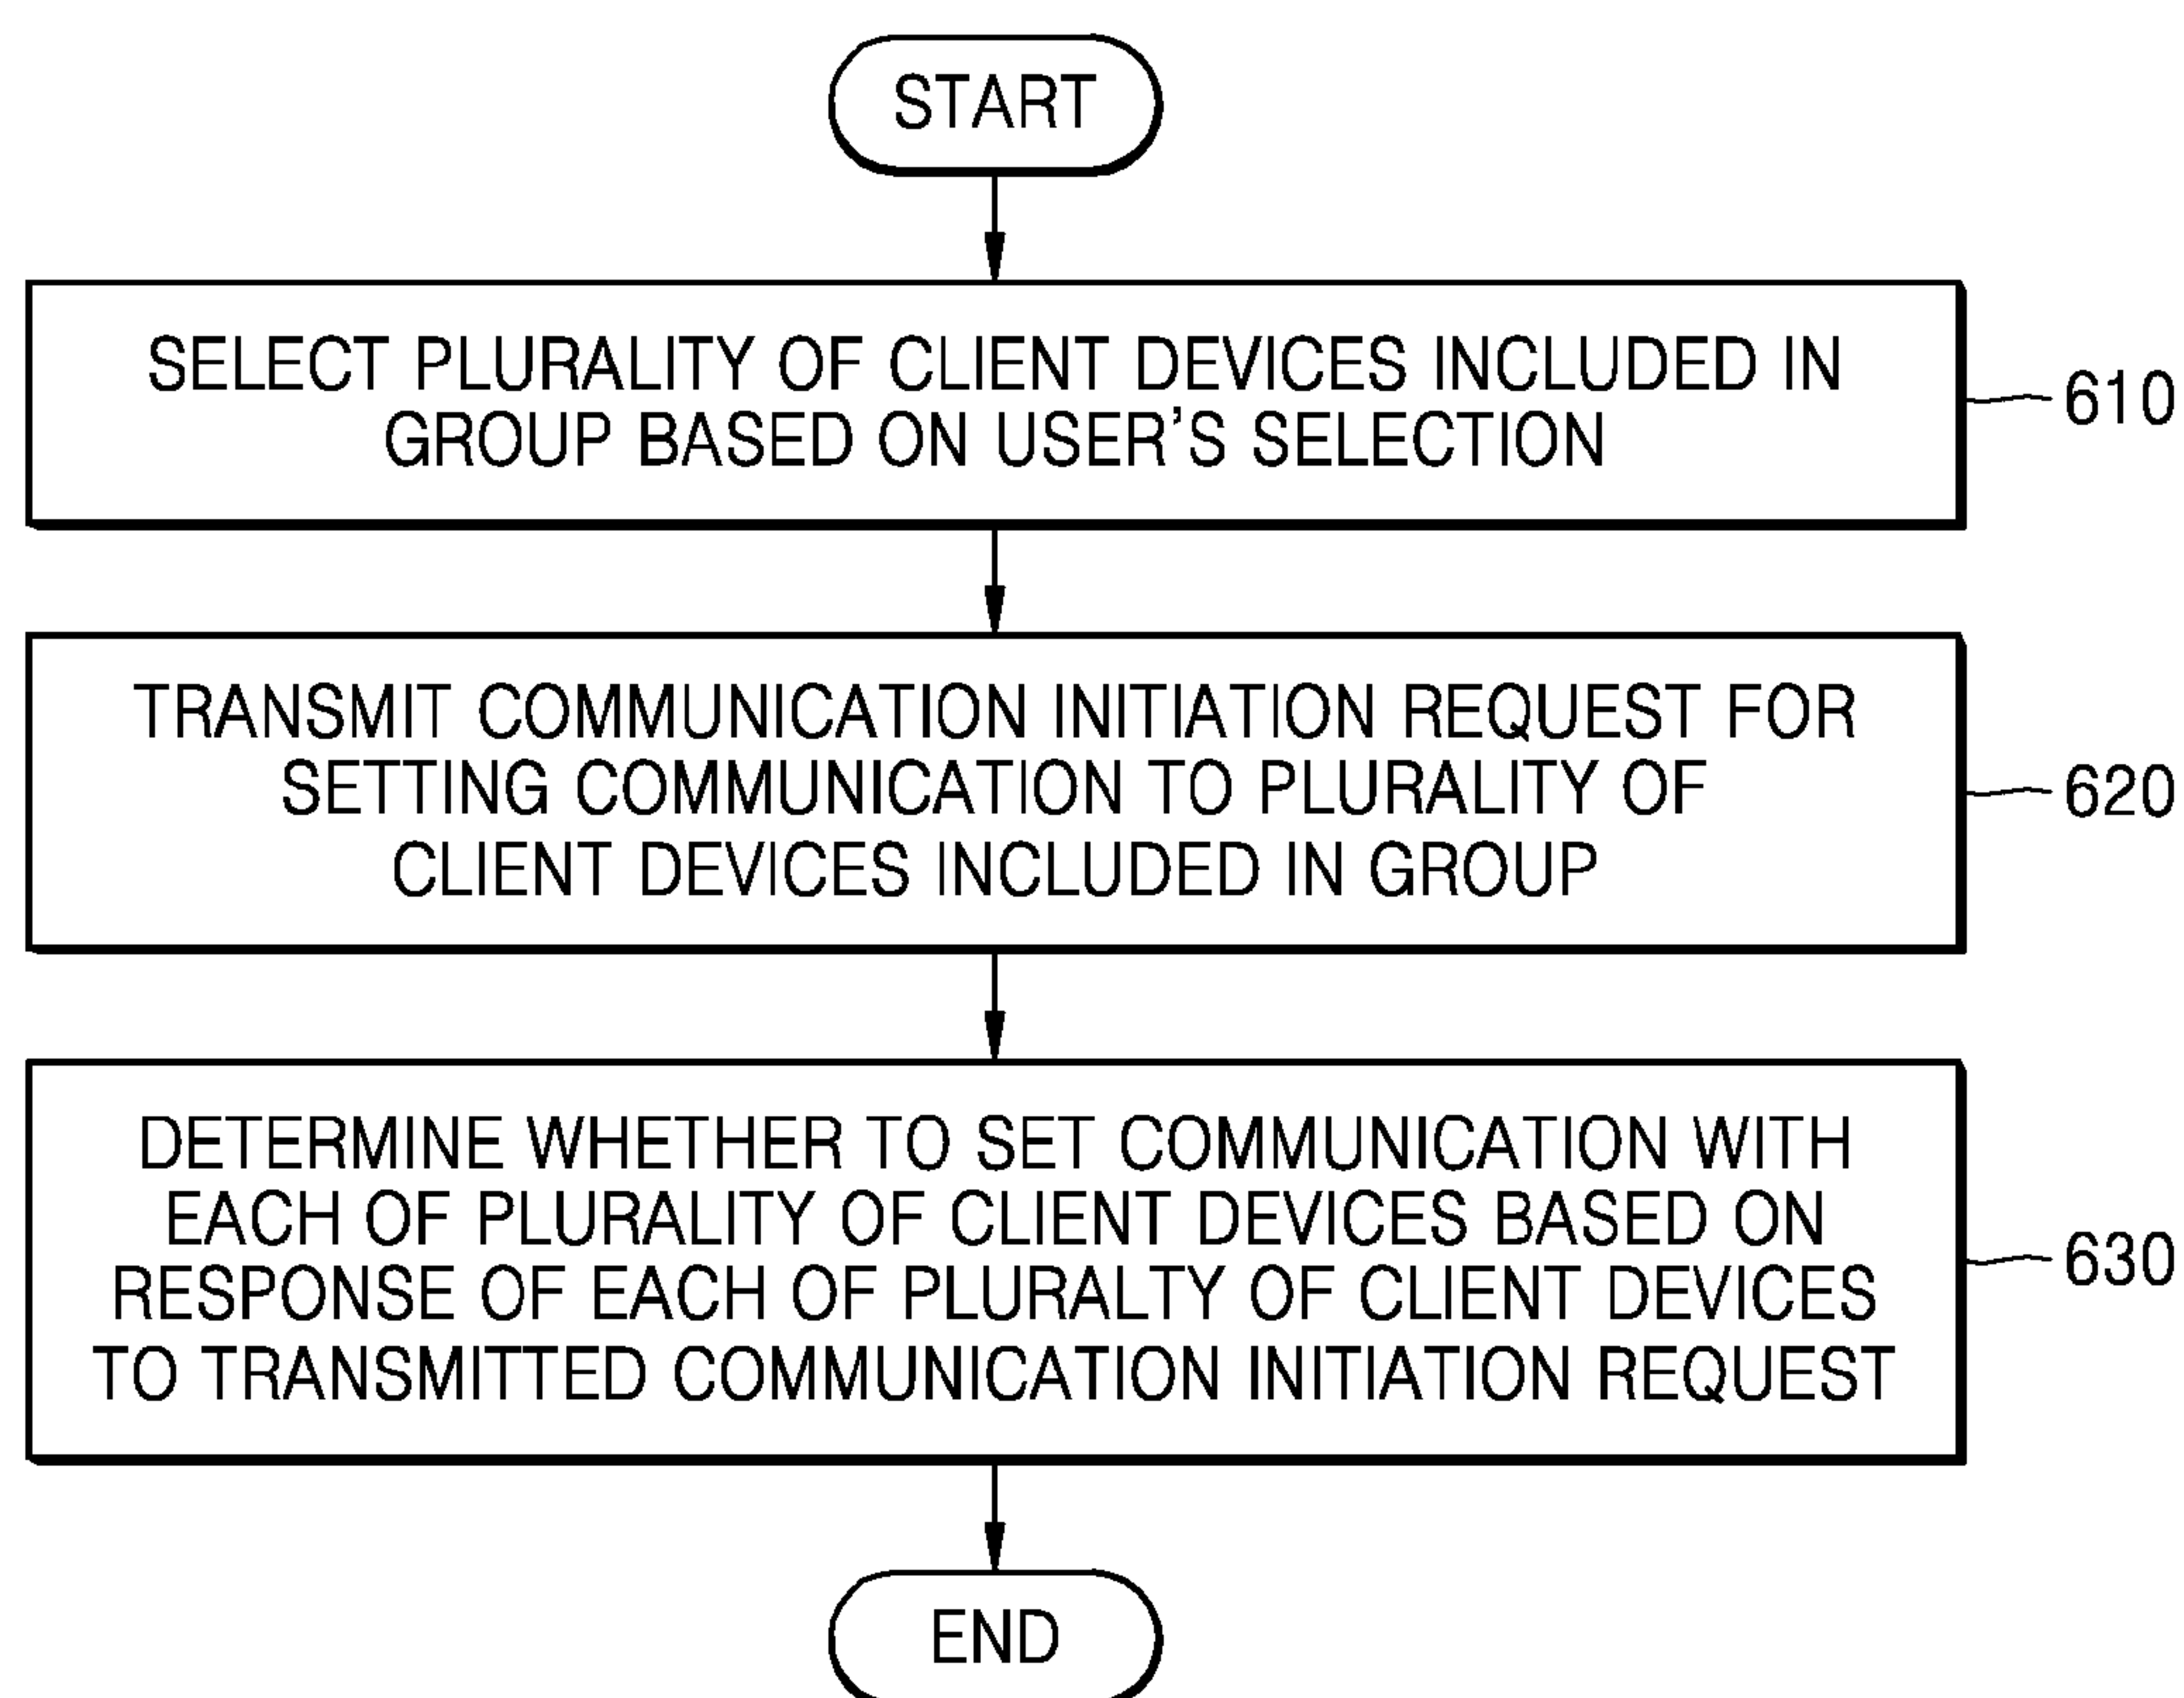 START
SELECT PLURALITY OF CLIENT DEVICES INCLUDED IN
GROUP BASED ON USER'S SELECTION
610
TRANSMIT COMMUNICATION INITIATION REQUEST FOR
SETTING COMMUNICATION TO PLURALITY OF
CLIENT DEVICES INCLUDED IN GROUP
620
DETERMINE WHETHER TO SET COMMUNICATION WITH
EACH OF PLURALITY OF CLIENT DEVICES BASED ON
RESPONSE OF EACH OF PLURALTY OF CLIENT DEVICES
TO TRANSMITTED COMMUNICATION INITIATION REQUEST
630
END